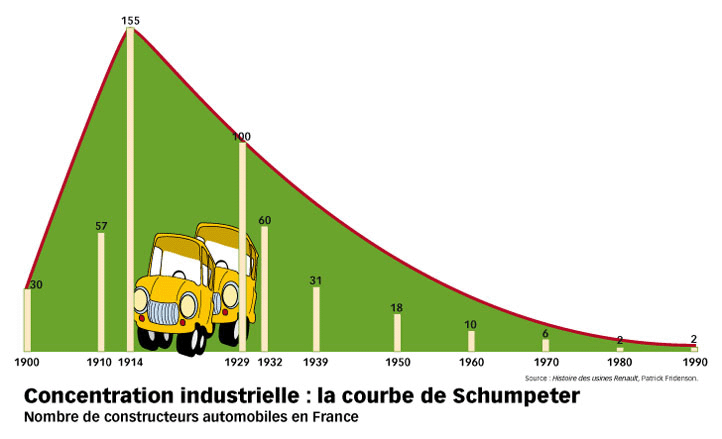 155
100
57
60
30
31
18
10
6
2
2
1900 1910 1914 1929 1932 1939 1950 1960 1970 1980 1990
Source : Histoire des usines Renault, Patrick Fridenson.
Concentration industrielle : la courbe de Schumpeter
Nombre de constructeurs automobiles en France